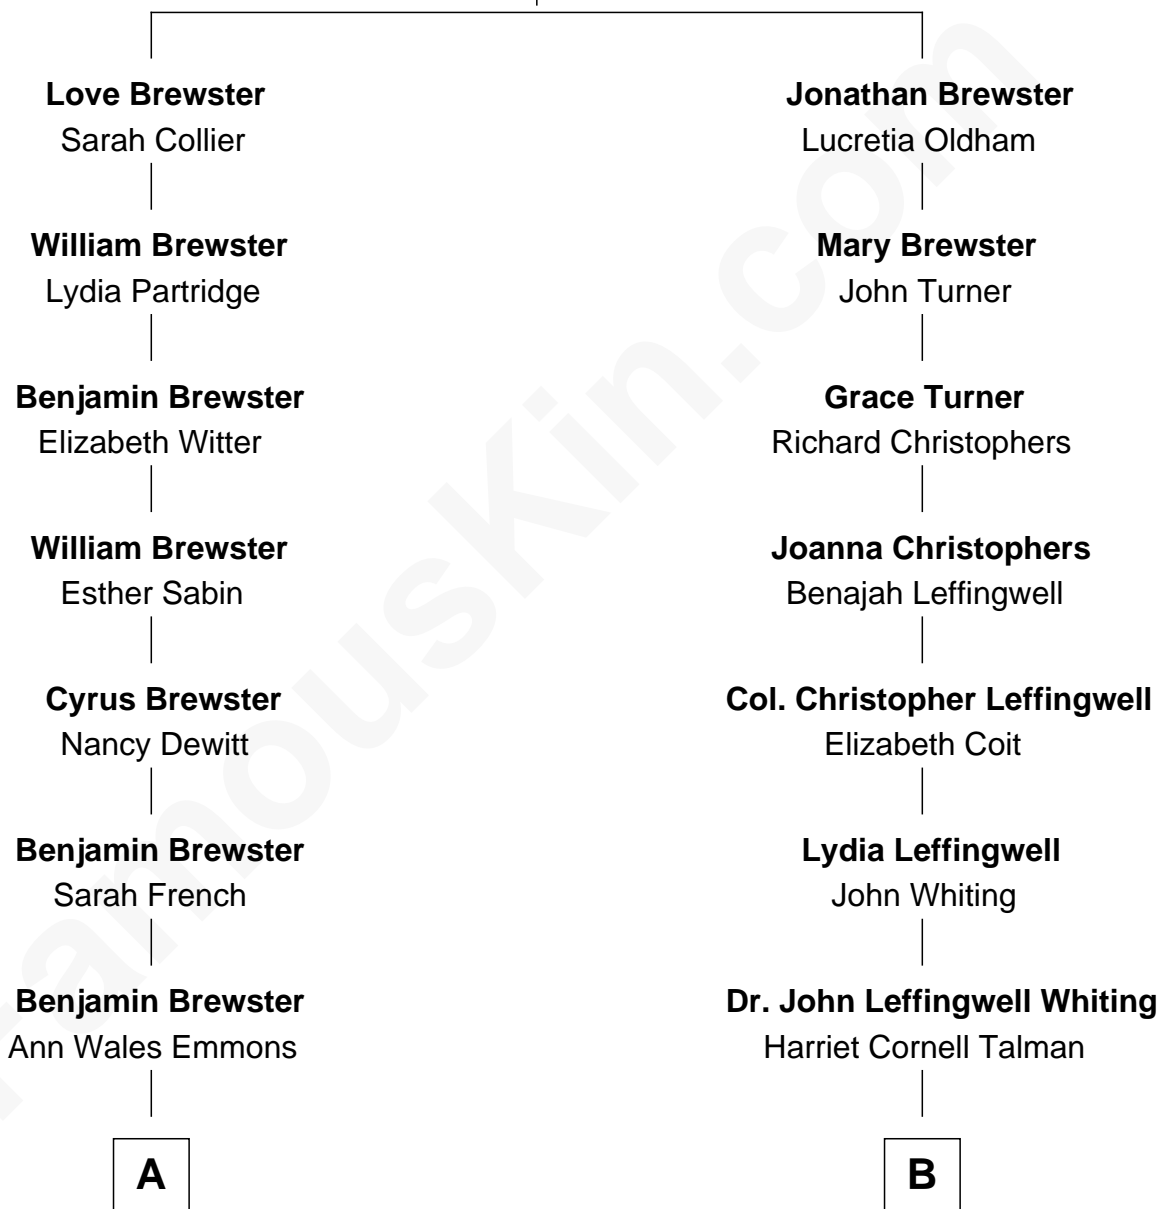 Love Brewster
Sarah Collier
William Brewster
Lydia Partridge
Benjamin Brewster
Elizabeth Witter
William Brewster
Esther Sabin
Cyrus Brewster
Nancy Dewitt
Benjamin Brewster
Sarah French
Benjamin Brewster
Ann Wales Emmons
A
Jonathan Brewster
Lucretia Oldham
Mary Brewster
John Turner
Grace Turner
Richard Christophers
Joanna Christophers
Benajah Leffingwell
Col. Christopher Leffingwell
Elizabeth Coit
Lydia Leffingwell
John Whiting
Dr. John Leffingwell Whiting
Harriet Cornell Talman
B
FamousKin.com